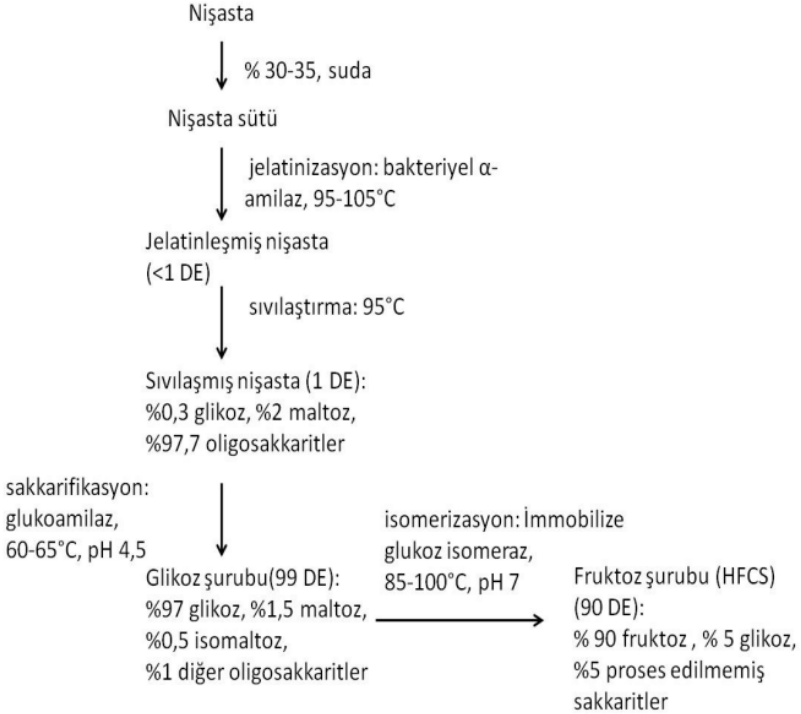 Nişasta
% 30-35, suda
Nişasta sütü
jelatinizasyon: bakteriyel α-
amilaz, 95-105°C
Jelatinleşmiş nişasta
(<1 DE)
sıvılaştırma: 95°C
Sıvılaşmış nişasta (1 DE):
%0,3 glikoz, %2 maltoz,
%97,7 oligosakkaritler
sakkarifikasyon:
glukoamilaz,
60-65°C, pH 4,5
Glikoz şurubu(99 DE):
%97 glikoz, %1,5 maltoz,
%0,5 isomaltoz,
%1 diğer oligosakkaritler
isomerizasyon: İmmobilize
glukoz isomeraz,
85-100°C, pH 7
Fruktoz şurubu (HFCS)
(90 DE):
% 90 fruktoz , % 5 glikoz,
%5 proses edilmemiş
sakkaritler